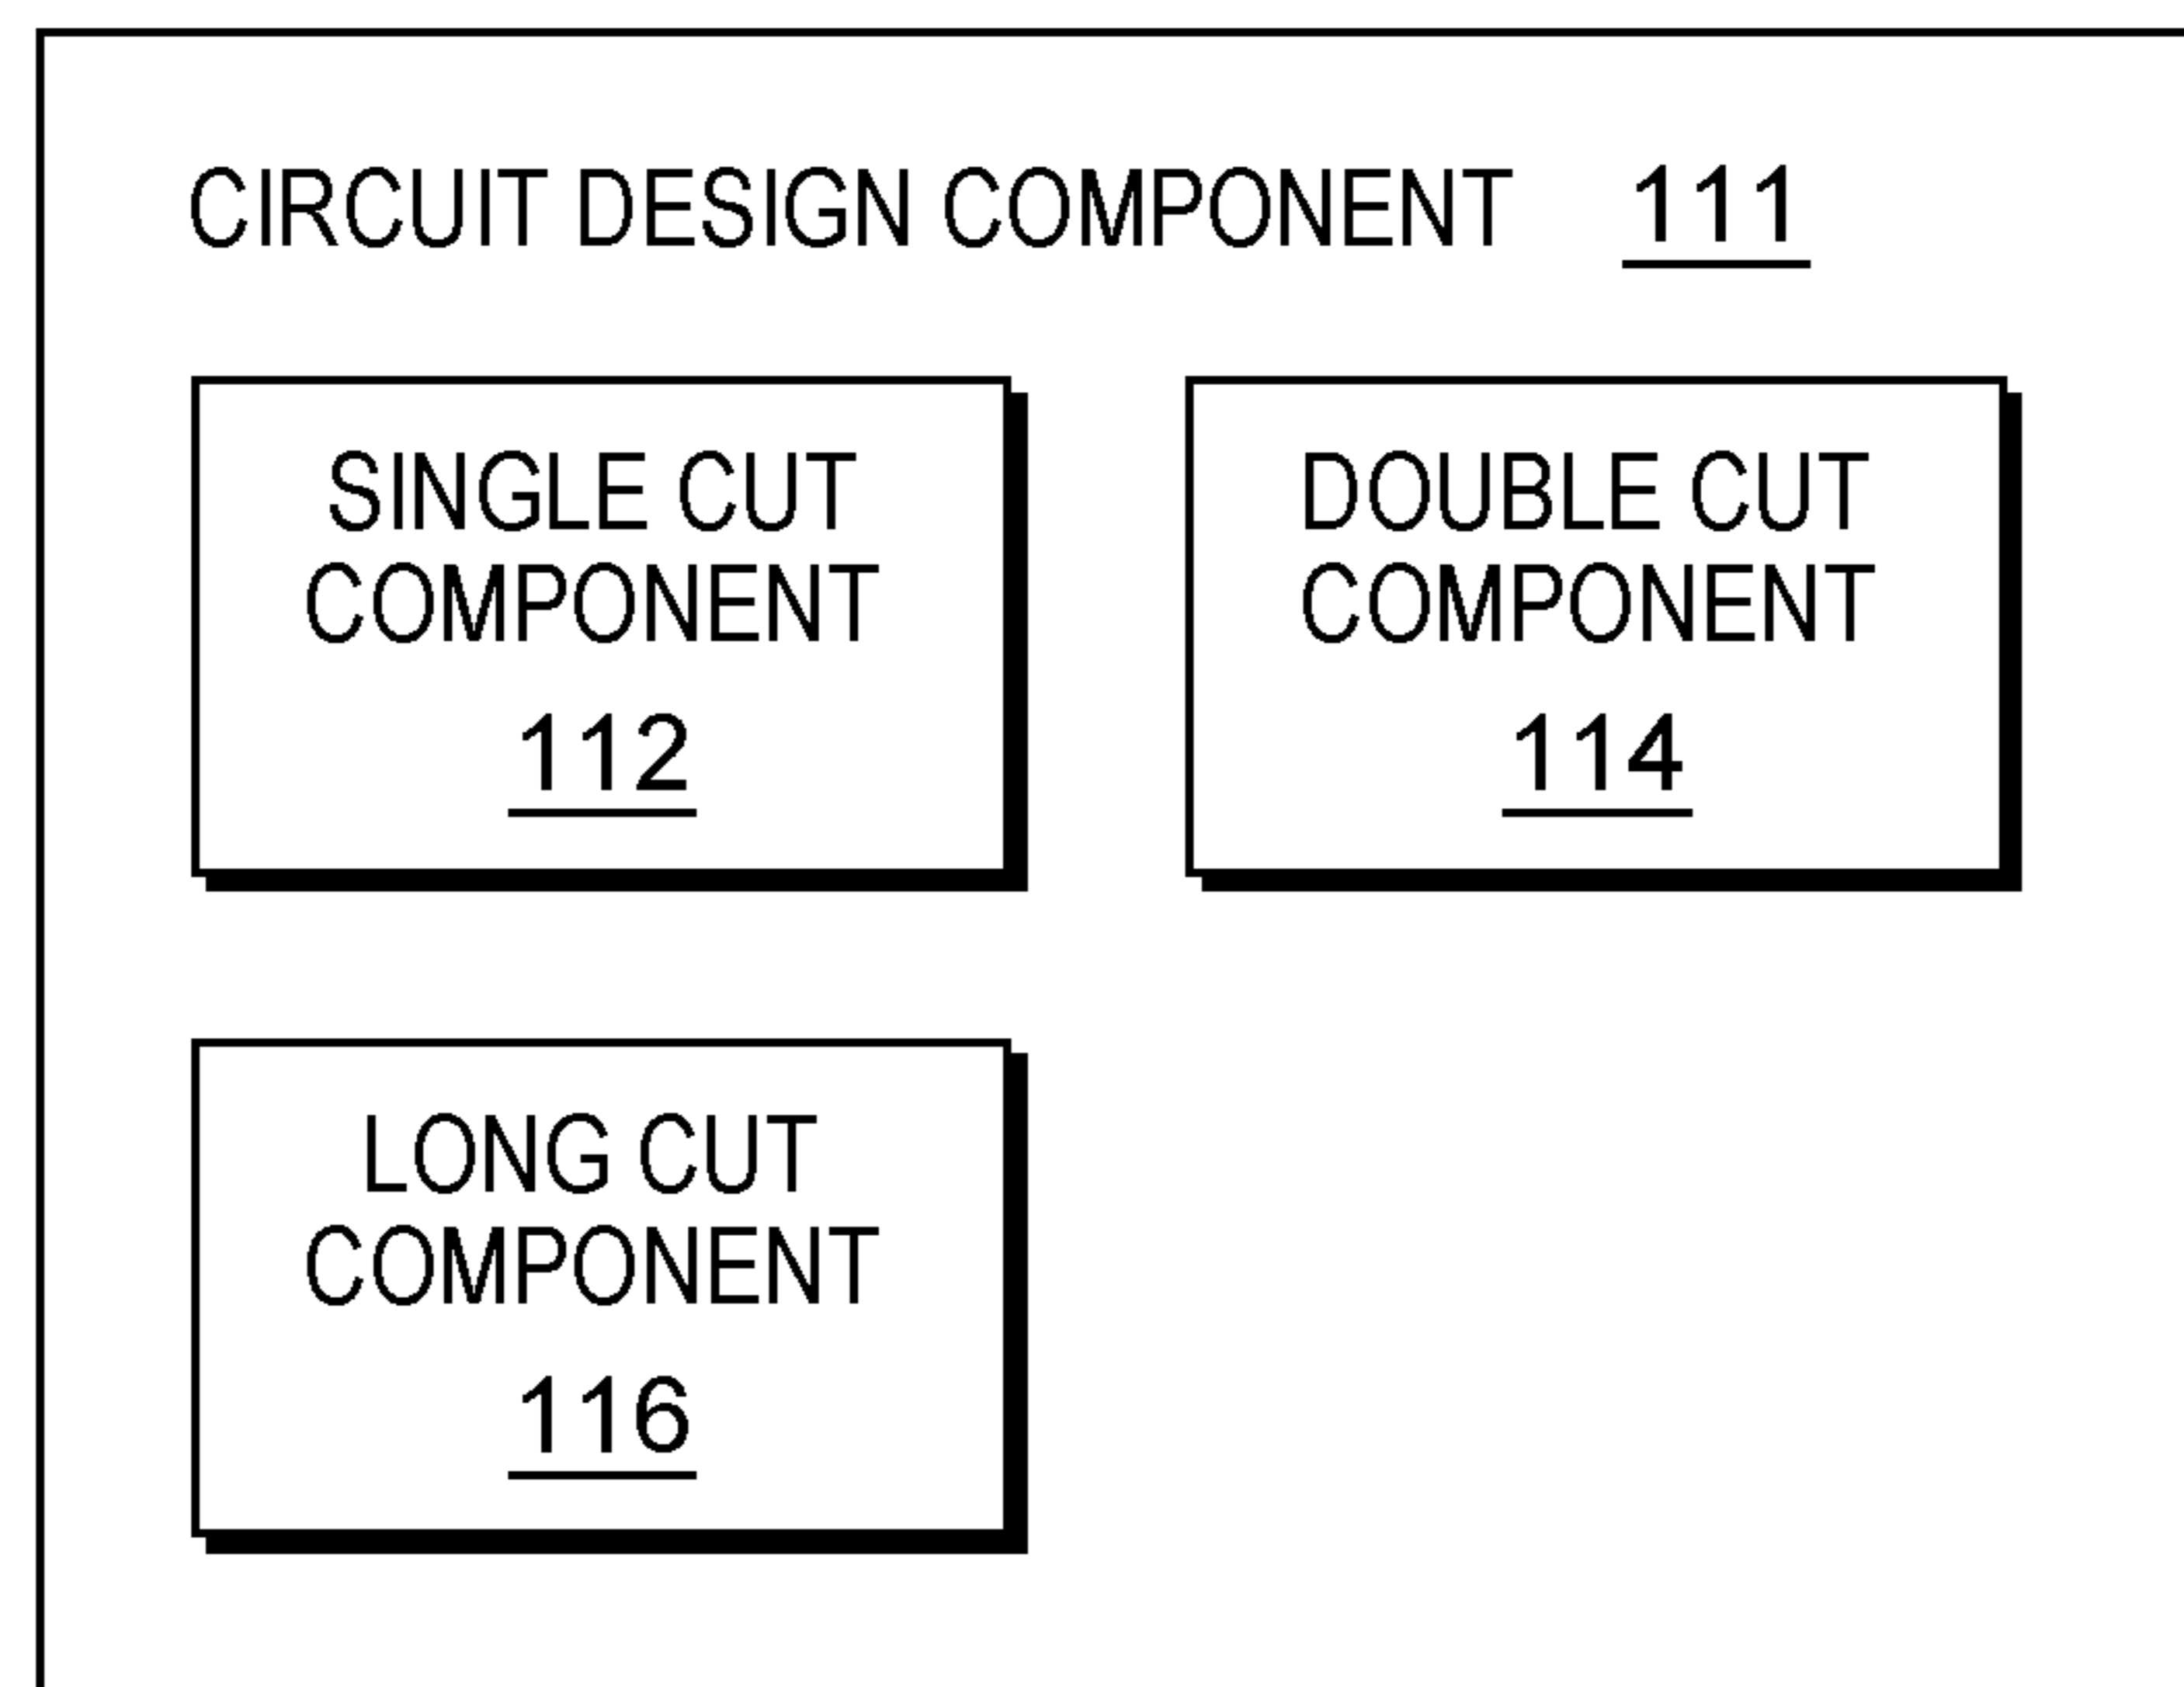 CIRCUIT DESIGN COMPONENT 111
SINGLE CUT
COMPONENT
112
DOUBLE CUT
COMPONENT
114
LONG CUT
COMPONENT
116